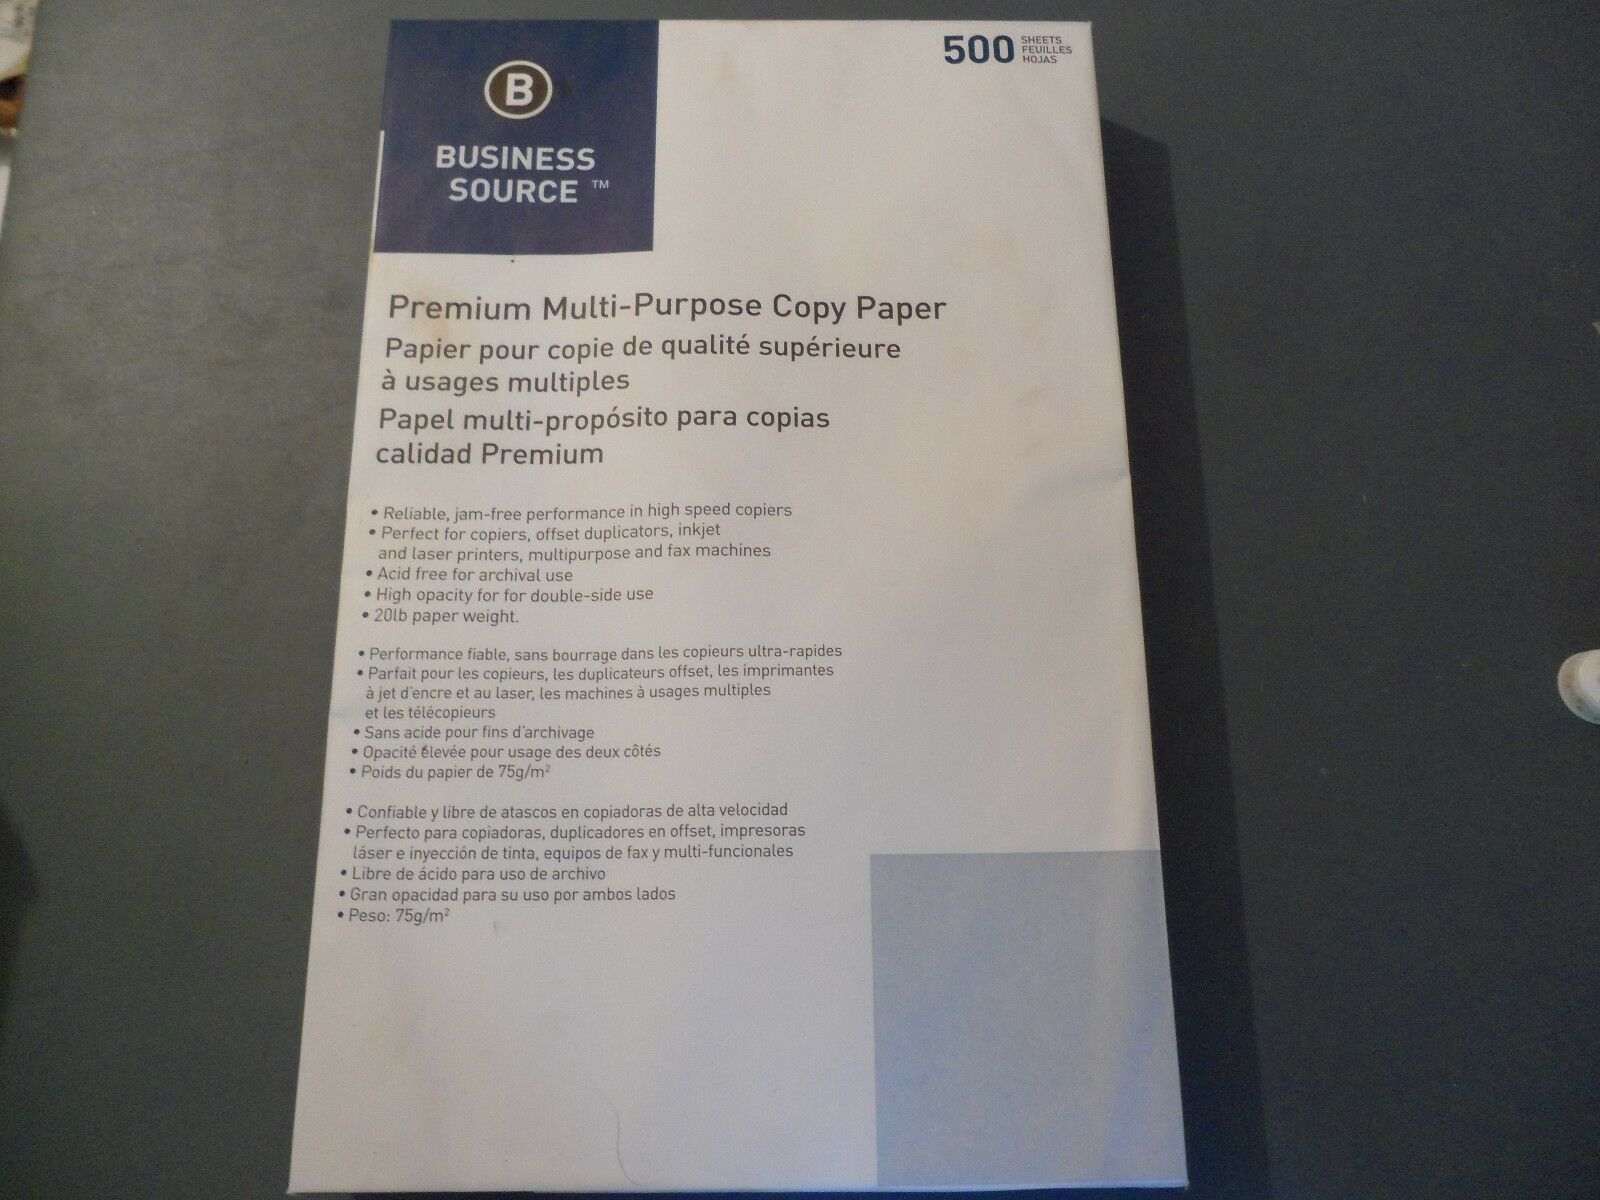 B
BUSINESS
SOURCE ™
500 SHEETS
FEUILLES
HOJAS
Premium Multi-Purpose Copy Paper
Papier pour copie de qualité supérieure
à usages multiples
Papel multi-propósito para copias
calidad Premium
• Reliable, jam-free performance in high speed copiers
• Perfect for copiers, offset duplicators, inkjet
and laser printers, multipurpose and fax machines
• Acid free for archival use
• High opacity for for double-side use
• 20lb paper weight.
• Performance fiable, sans bourrage dans les copieurs ultra-rapides
• Parfait pour les copieurs, les duplicateurs offset, les imprimantes
à jet d'encre et au laser, les machines à usages multiples
et les télécopieurs
• Sans acide pour fins d'archivage
• Opacité élevée pour usage des deux côtés
• Poids du papier de 75g/m²
• Confiable y libre de atascos en copiadoras de alta velocidad
• Perfecto para copiadoras, duplicadores en offset, impresoras
láser e inyección de tinta, equipos de fax y multi-funcionales
• Libre de ácido para uso de archivo
• Gran opacidad para su uso por ambos lados
• Peso: 75g/m²